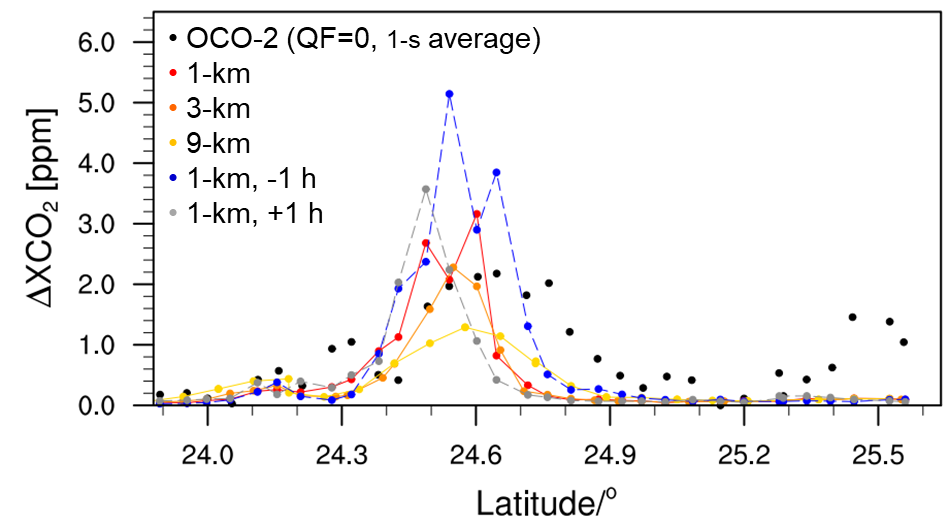 6.0
5.0
4.0
3.0
2.0
1.0
0.0
ΔXCO₂ [ppm]
OCO-2 (QF=0, 1-s average)
1-km
3-km
9-km
1-km, -1 h
1-km, +1 h
24.0 24.3 24.6 24.9 25.2 25.5
Latitude/°